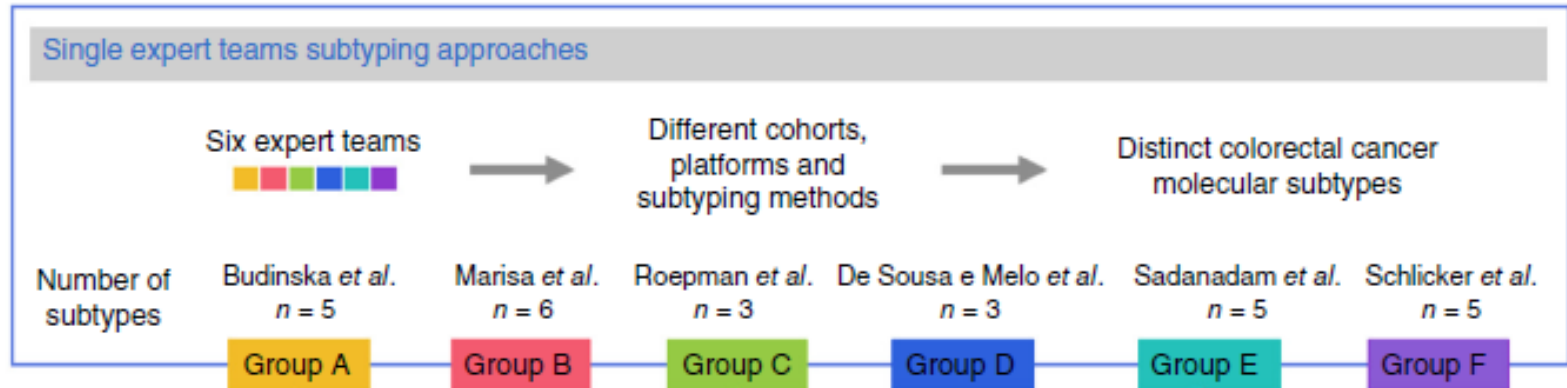 Single expert teams subtyping approaches
Six expert teams
Different cohorts,
platforms and
subtyping methods
Distinct colorectal cancer
molecular subtypes
Number of
subtypes
Budinska et al.
n = 5
Marisa et al.
n = 6
Roepman et al.
n = 3
De Sousa e Melo et al.
n = 3
Sadanadam et al.
n = 5
Schlicker et al.
n = 5
Group A
Group B
Group C
Group D
Group E
Group F